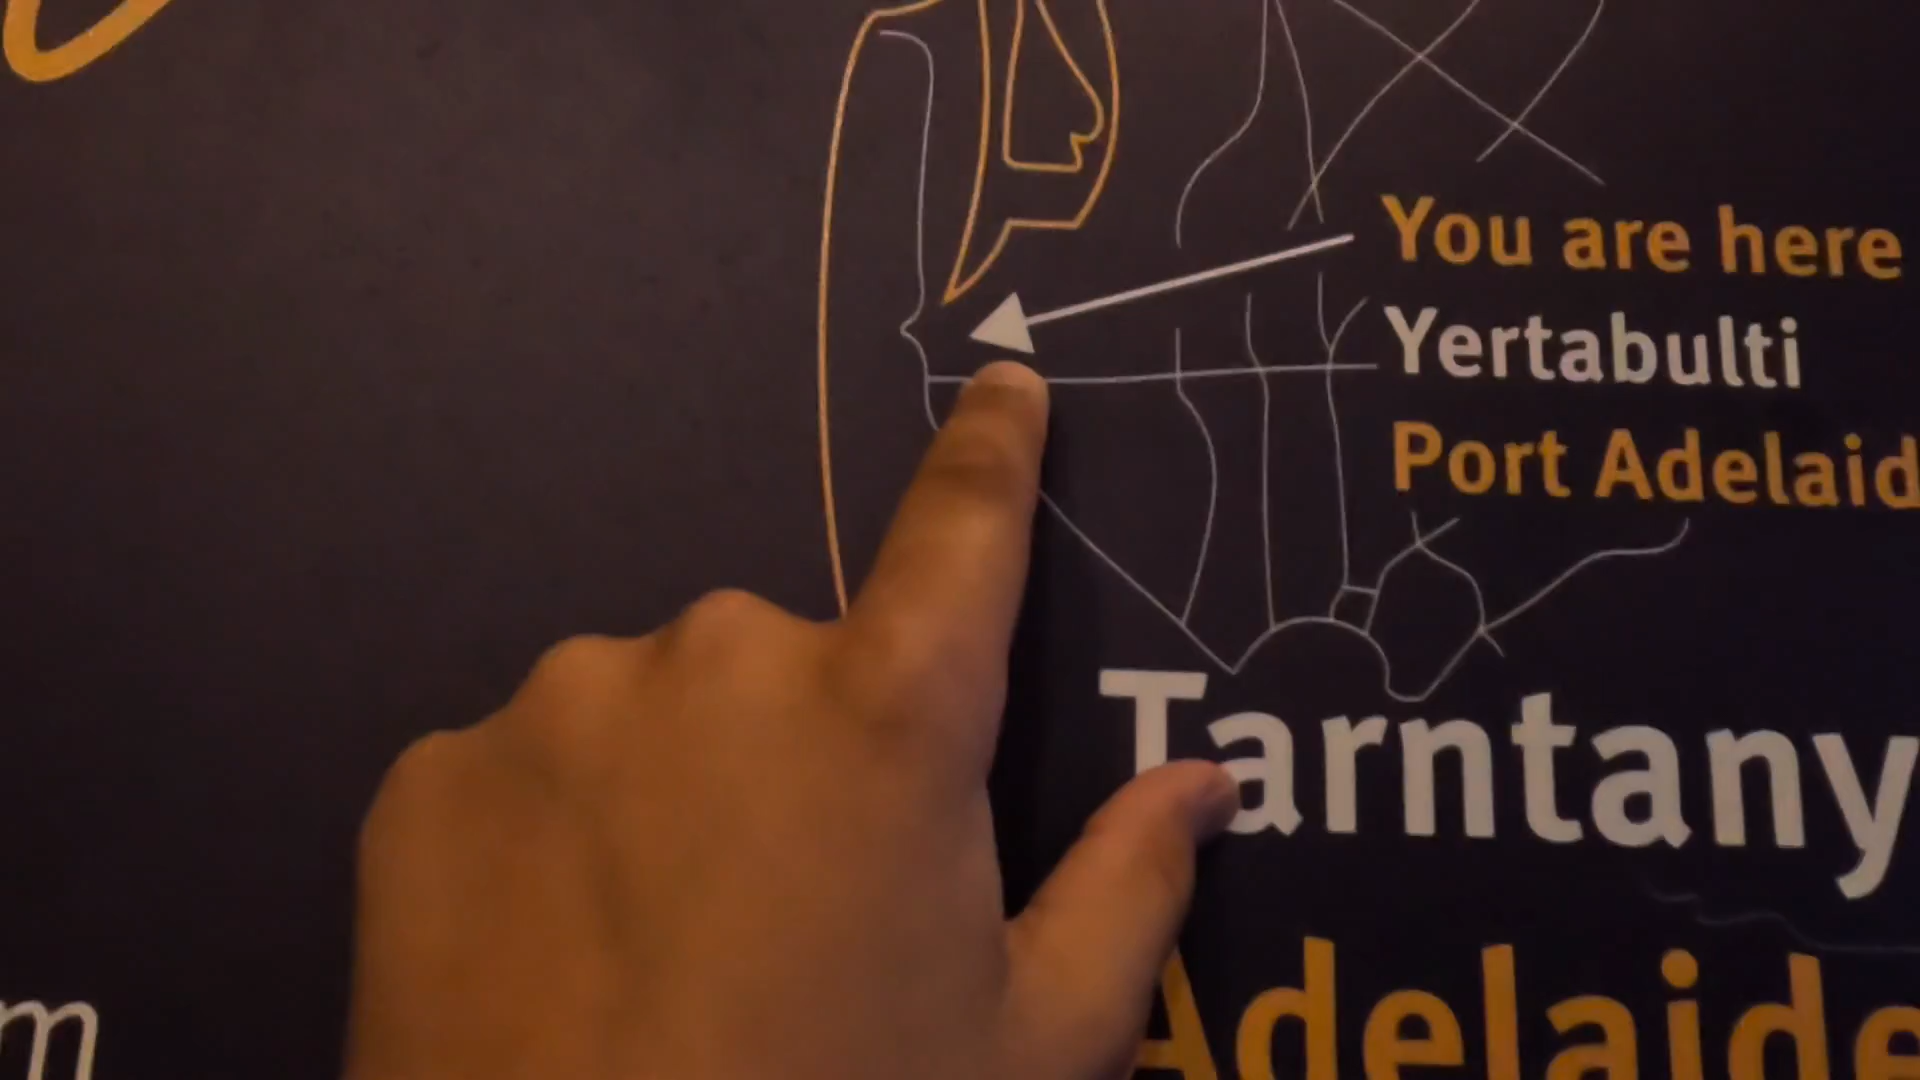 You are here
Yertabulti
Port Adelaid
Tarntany
Adelaide
m